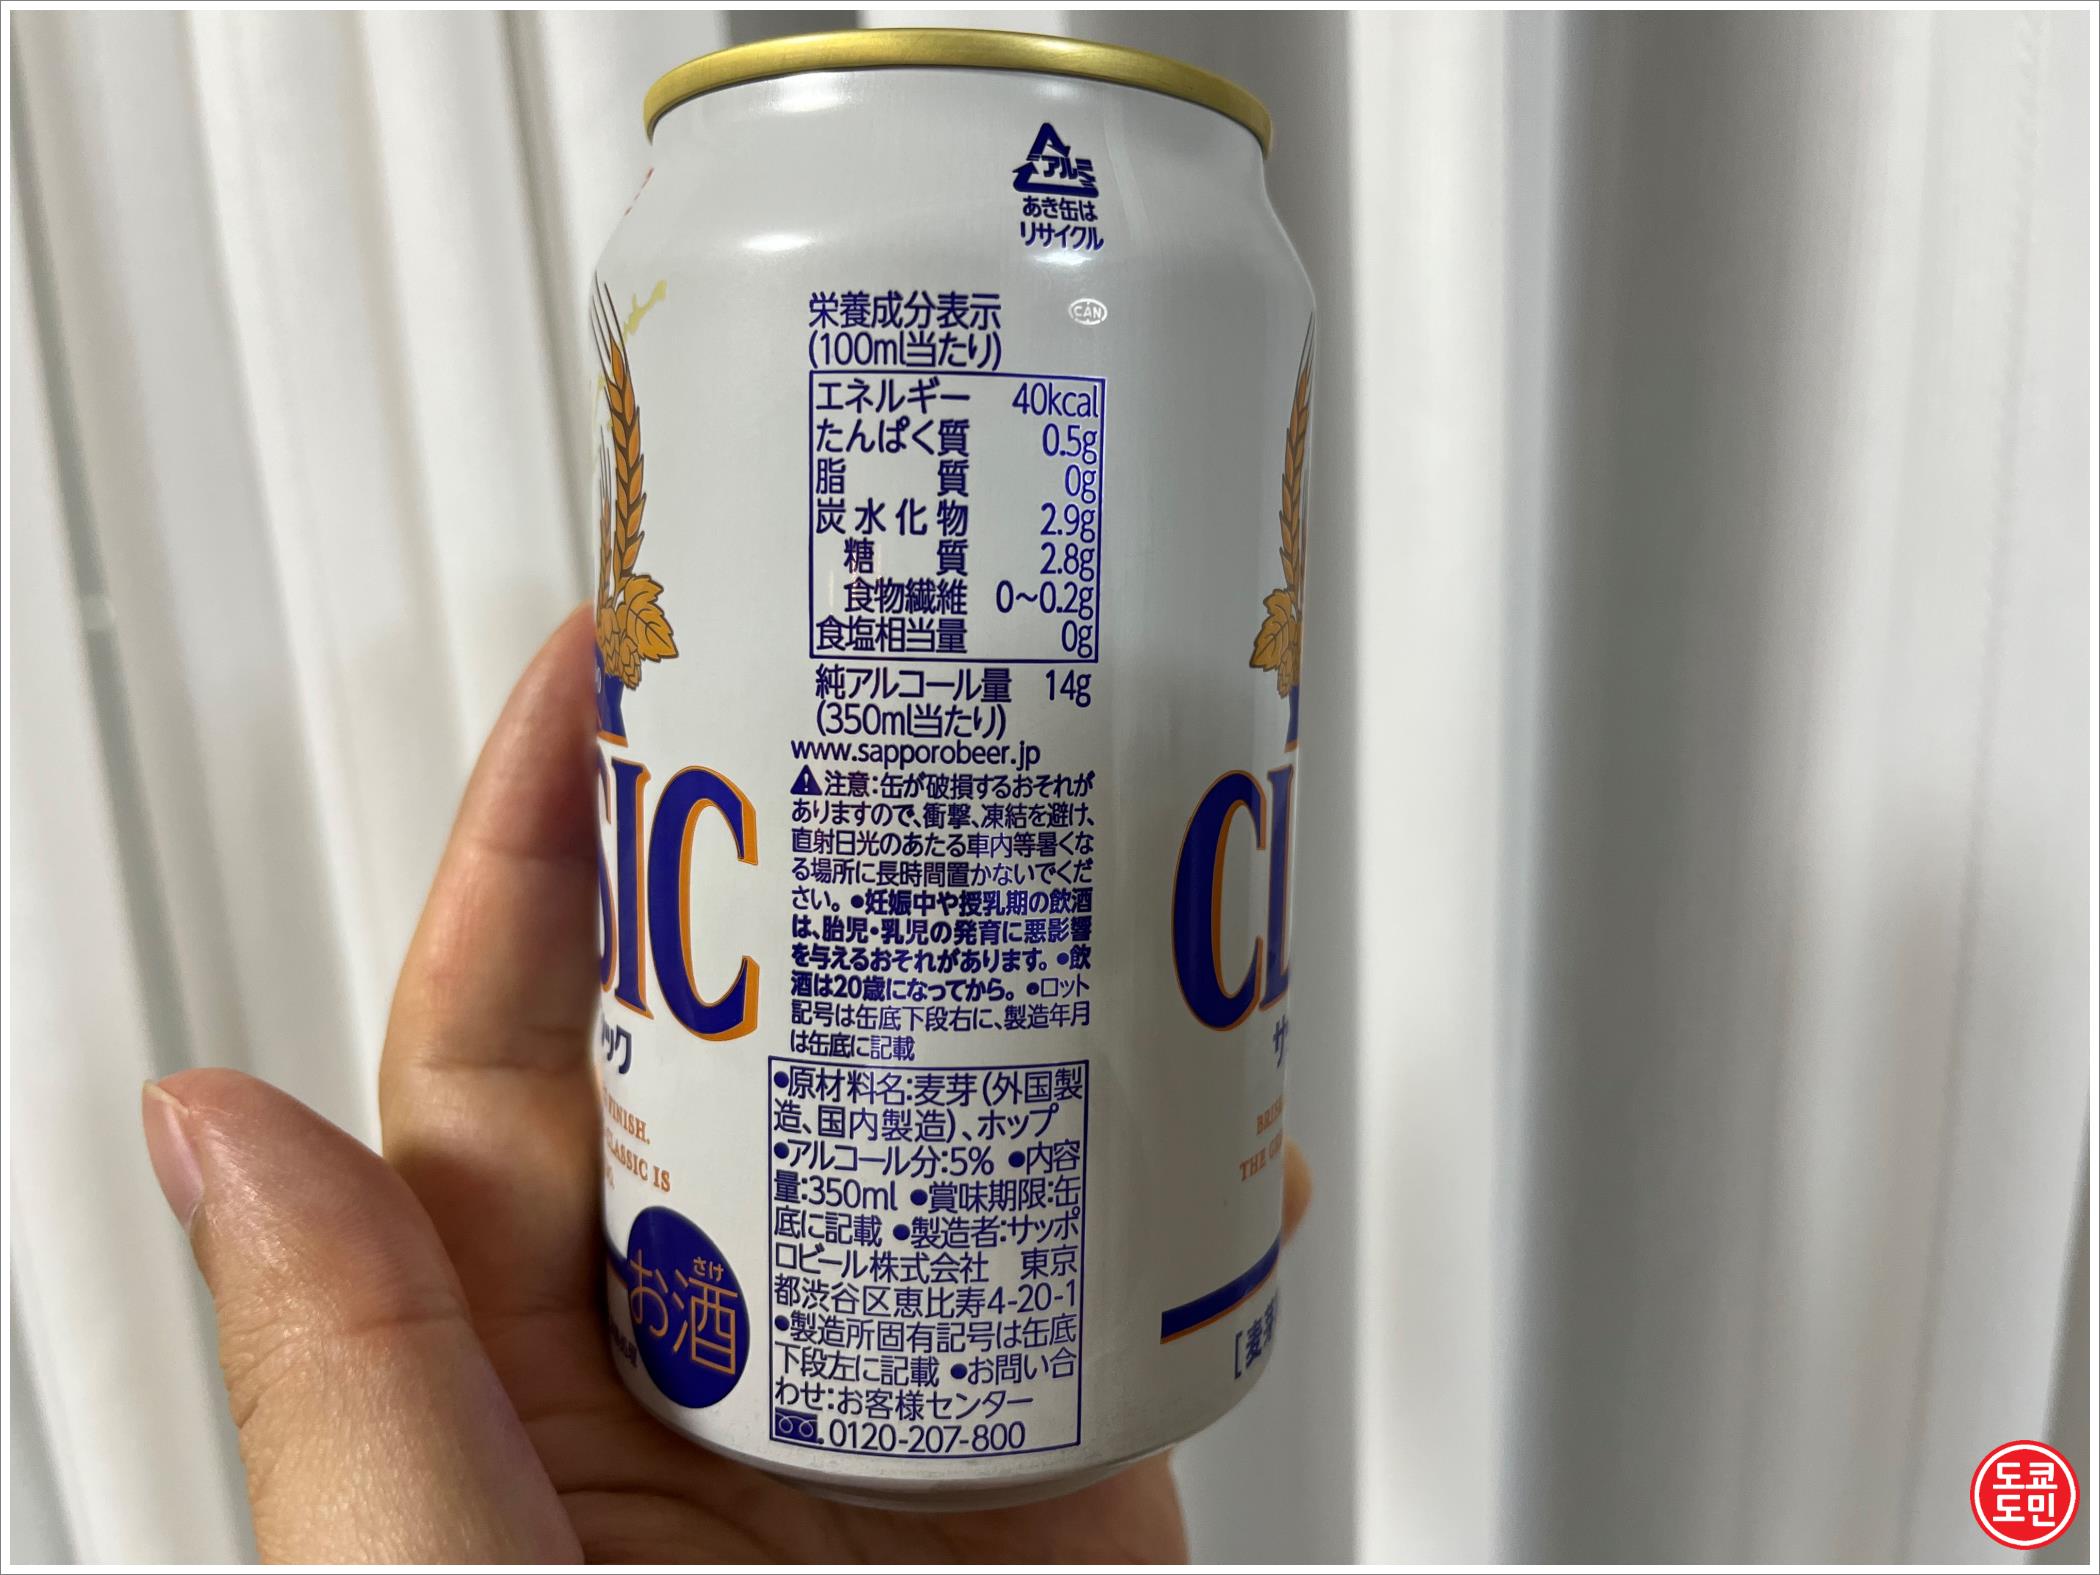 アルミ
あき缶は
リサイクル
CAN
栄養成分表示
(100ml当たり)
エネルギー 40kcal
たんぱく質 0.5g
脂質 0g
炭水化物 2.9g
糖質 2.8g
食物繊維 0~0.2g
食塩相当量 0g
純アルコール量 14g
(350ml当たり)
www.sapporobeer.jp
注意:缶が破損するおそれが
ありますので、衝撃、凍結を避け、
直射日光のあたる車内等暑くな
る場所に長時間置かないでくだ
さい。●妊娠中や授乳期の飲酒
は、胎児・乳児の発育に悪影響
を与えるおそれがあります。●飲
酒は20歳になってから。●ロット
記号は缶底下段右に、製造年月
は缶底に記載
●原材料名:麦芽(外国製
造、国内製造)、ホップ
●アルコール分:5% ●内容
量:350ml ●賞味期限:缶
底に記載 ●製造者:サッポ
ロビール株式会社 東京
都渋谷区恵比寿4-20-1
●製造所固有記号は缶底
下段左に記載 ●お問い合
わせ:お客様センター
0120-207-800
SIC
ック
FINISH.
CLASSIC IS
さけ
お酒
CL
サ
THE
[麦芽
도쿄
도민